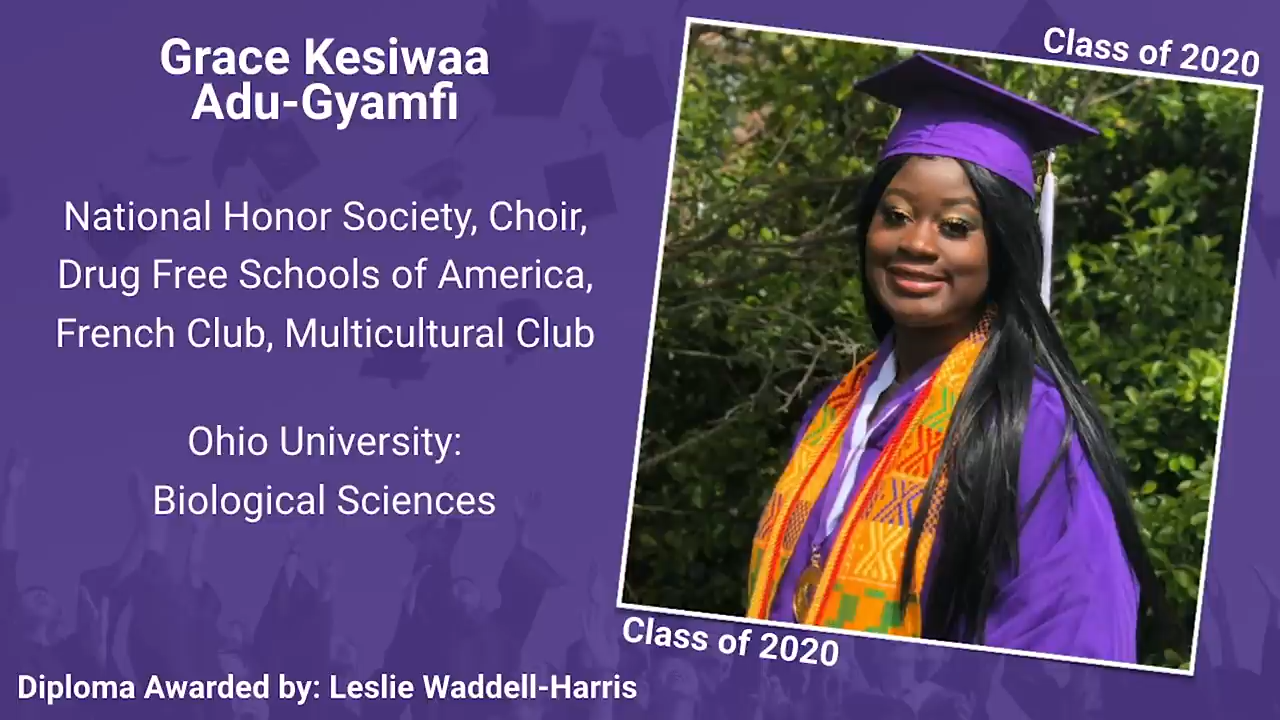 Grace Kesiwaa
Adu-Gyamfi
National Honor Society, Choir,
Drug Free Schools of America,
French Club, Multicultural Club
Ohio University:
Biological Sciences
Diploma Awarded by: Leslie Waddell-Harris
Class of 2020
Class of 2020